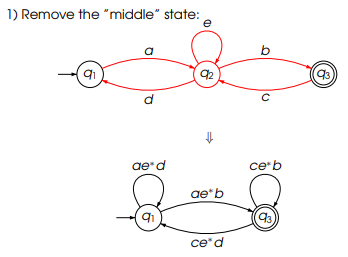 1) Remove the "middle" state:
e
a b
q1 q2 q3
d c
⇓
ae*d ce*b
ae*b
q1 q3
ce*d